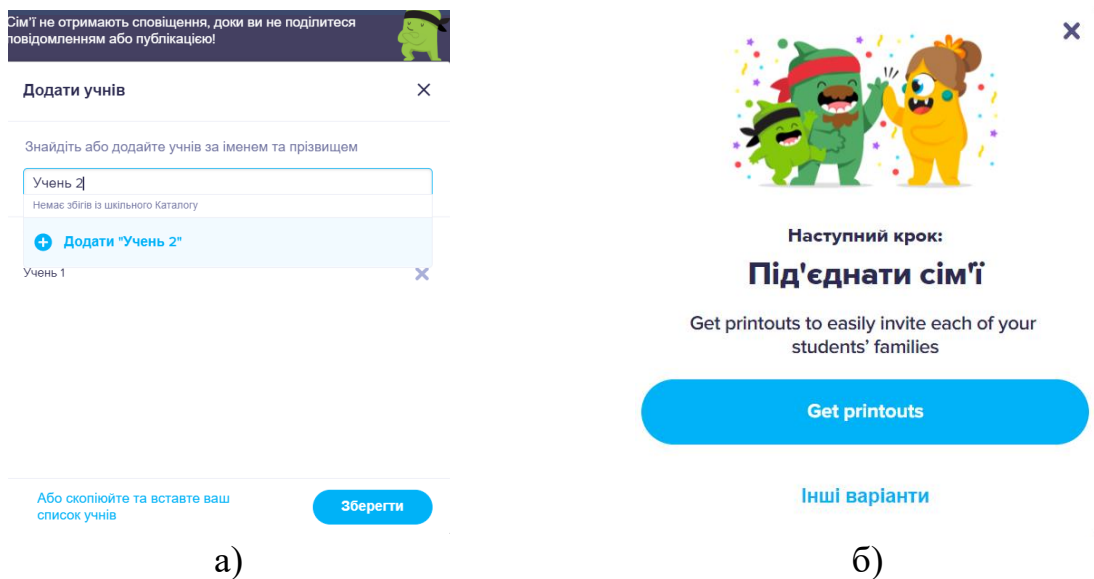 Сім'ї не отримають сповіщення, доки ви не поділитеся
повідомленням або публікацією!
Додати учнів
Знайдіть або додайте учнів за іменем та прізвищем
Учень 2
Немає збігів із шкільного Каталогу
Додати "Учень 2"
Учень 1
Або скопіюйте та вставте ваш
список учнів
Зберегти
а)
Наступний крок:
Під'єднати сім'ї
Get printouts to easily invite each of your
students' families
Get printouts
Інші варіанти
б)